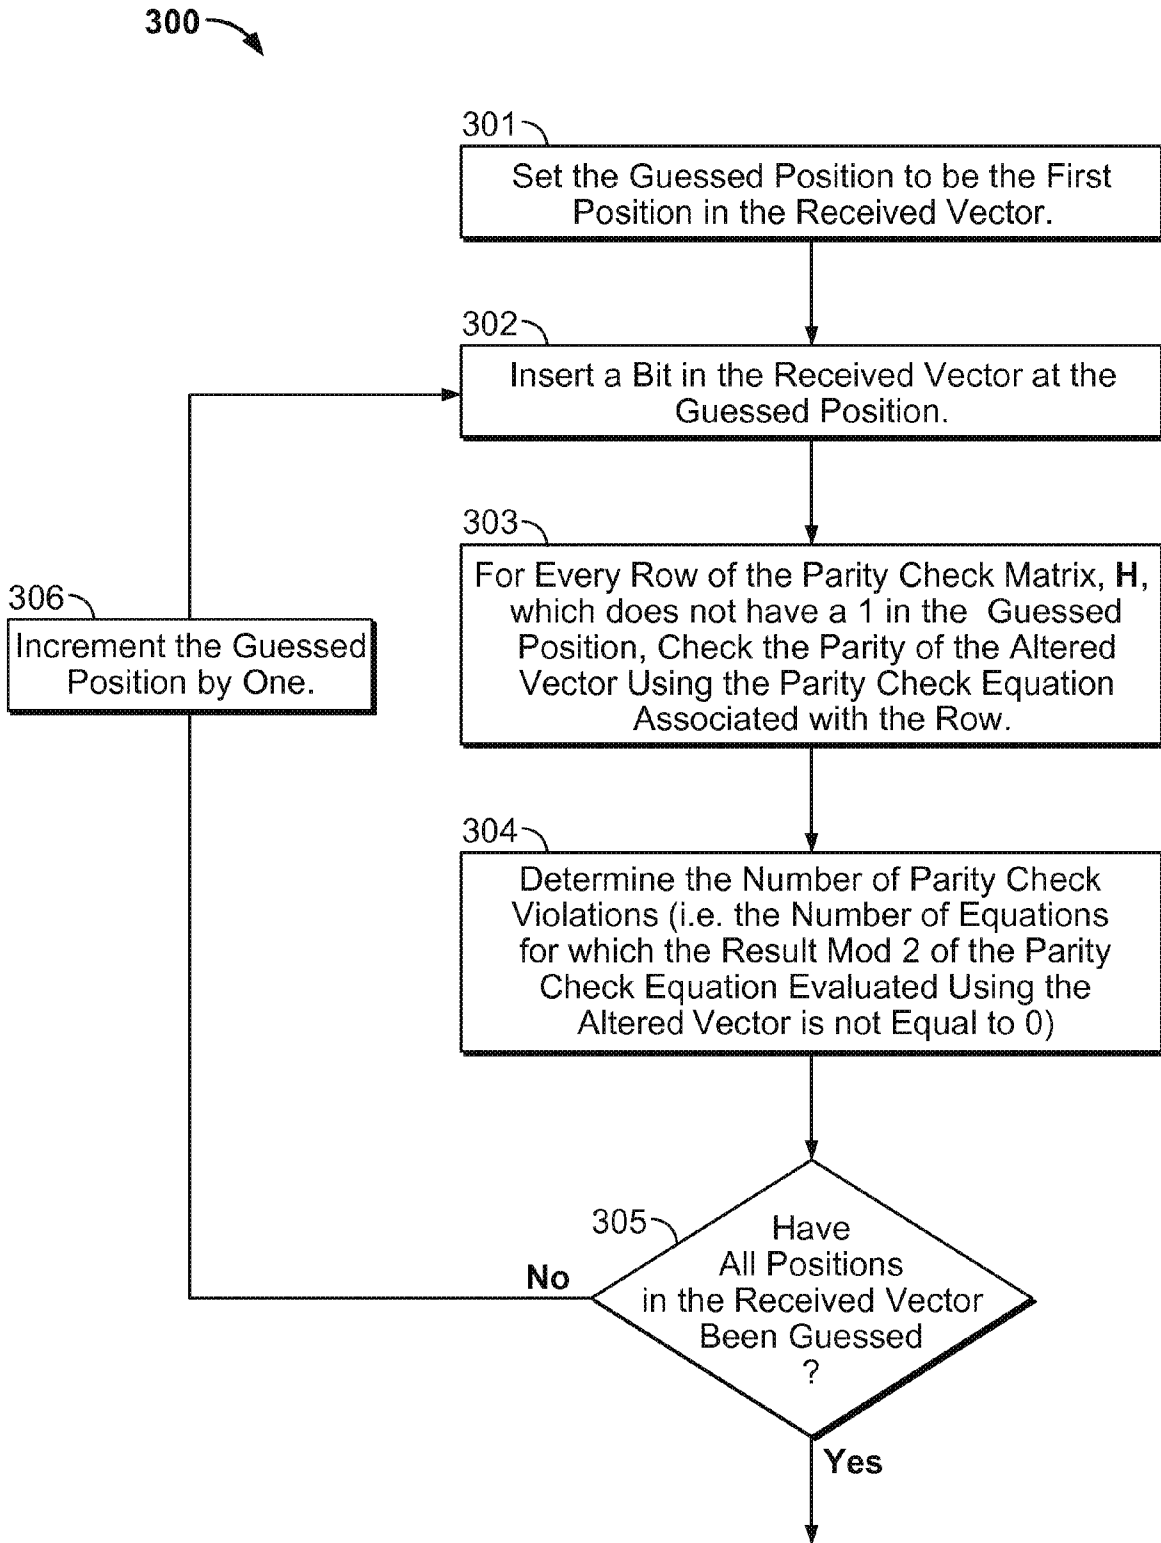 300
301
Set the Guessed Position to be the First
Position in the Received Vector.
302
Insert a Bit in the Received Vector at the
Guessed Position.
303
For Every Row of the Parity Check Matrix, H,
which does not have a 1 in the Guessed
Position, Check the Parity of the Altered
Vector Using the Parity Check Equation
Associated with the Row.
306
Increment the Guessed
Position by One.
304
Determine the Number of Parity Check
Violations (i.e. the Number of Equations
for which the Result Mod 2 of the Parity
Check Equation Evaluated Using the
Altered Vector is not Equal to 0)
305
Have
All Positions
in the Received Vector
Been Guessed
?
No
Yes